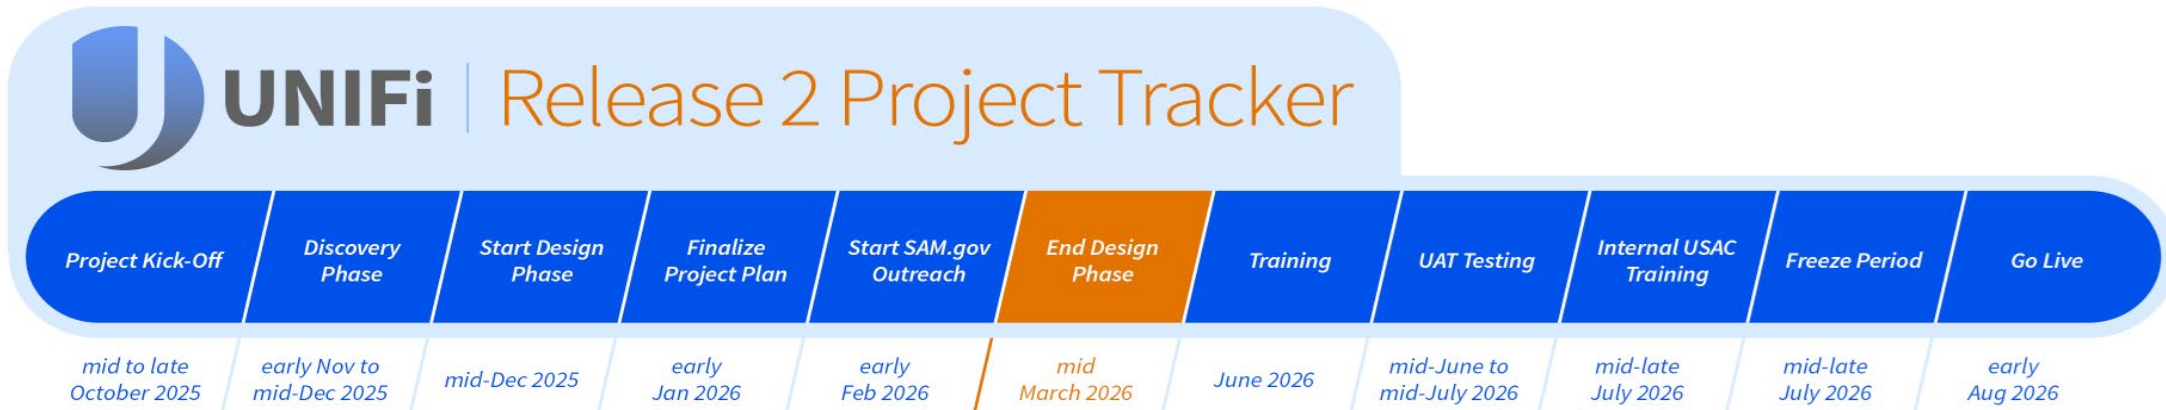 UNIFi | Release 2 Project Tracker
Project Kick-Off
Discovery
Phase
Start Design
Phase
Finalize
Project Plan
Start SAM.gov
Outreach
End Design
Phase
Training
UAT Testing
Internal USAC
Training
Freeze Period
Go Live
mid to late
October 2025
early Nov to
mid-Dec 2025
mid-Dec 2025
early
Jan 2026
early
Feb 2026
mid
March 2026
June 2026
mid-June to
mid-July 2026
mid-late
July 2026
mid-late
July 2026
early
Aug 2026